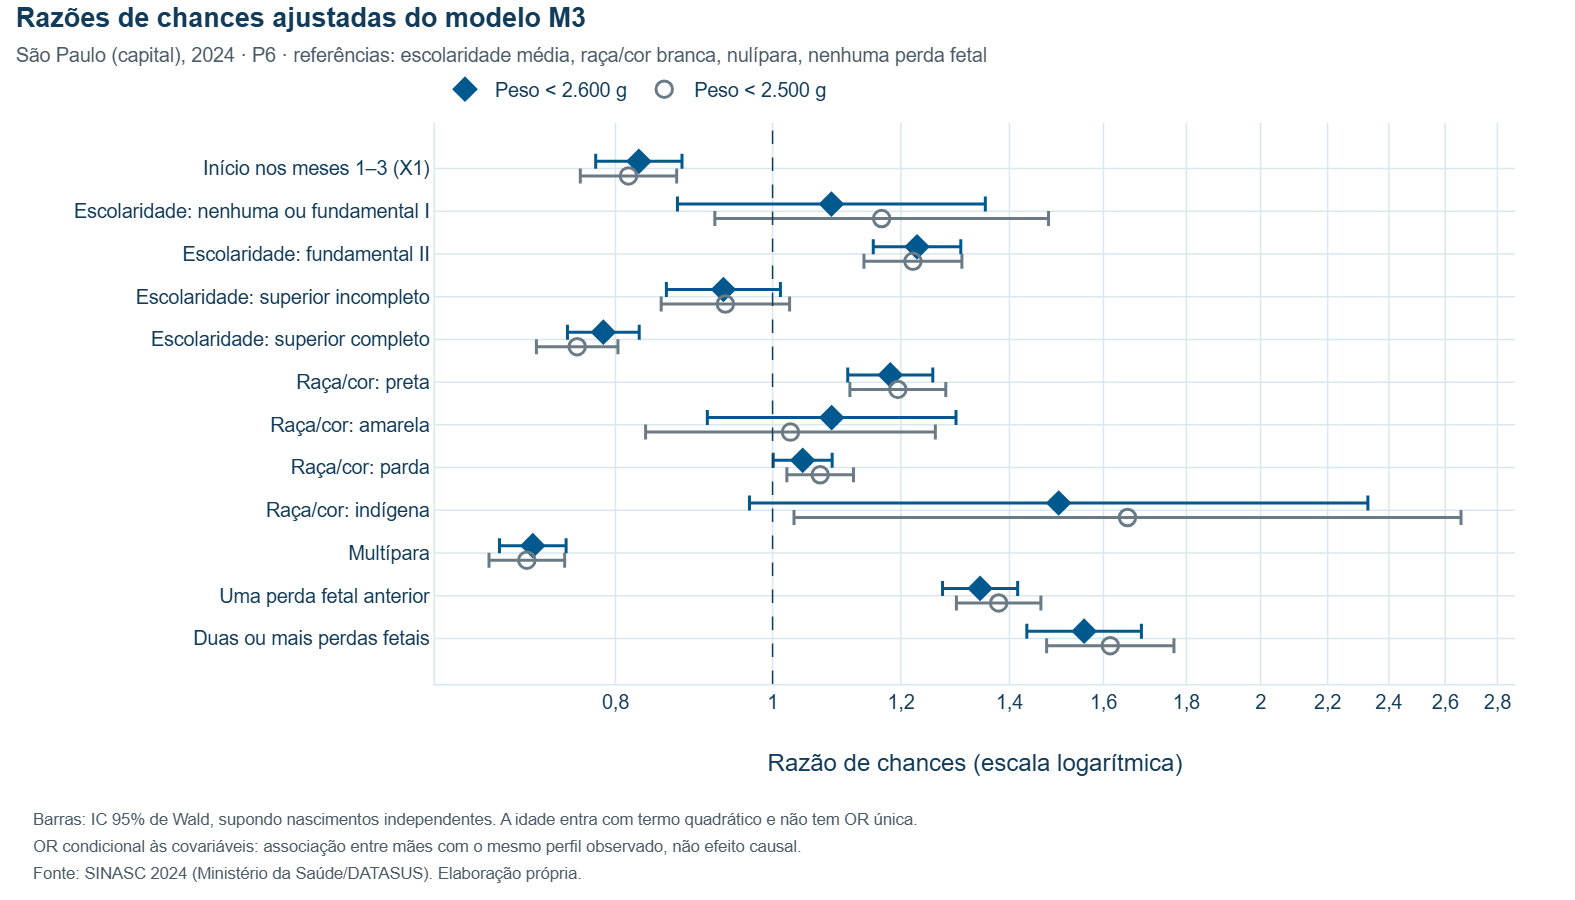 Razões de chances ajustadas do modelo M3
São Paulo (capital), 2024 · P6 · referências: escolaridade média, raça/cor branca, nulípara, nenhuma perda fetal
Peso < 2.600 g
Peso < 2.500 g
Início nos meses 1–3 (X1)
Escolaridade: nenhuma ou fundamental I
Escolaridade: fundamental II
Escolaridade: superior incompleto
Escolaridade: superior completo
Raça/cor: preta
Raça/cor: amarela
Raça/cor: parda
Raça/cor: indígena
Multípara
Uma perda fetal anterior
Duas ou mais perdas fetais
0,8 1 1,2 1,4 1,6 1,8 2 2,2 2,4 2,6 2,8
Razão de chances (escala logarítmica)
Barras: IC 95% de Wald, supondo nascimentos independentes. A idade entra com termo quadrático e não tem OR única.
OR condicional às covariáveis: associação entre mães com o mesmo perfil observado, não efeito causal.
Fonte: SINASC 2024 (Ministério da Saúde/DATASUS). Elaboração própria.